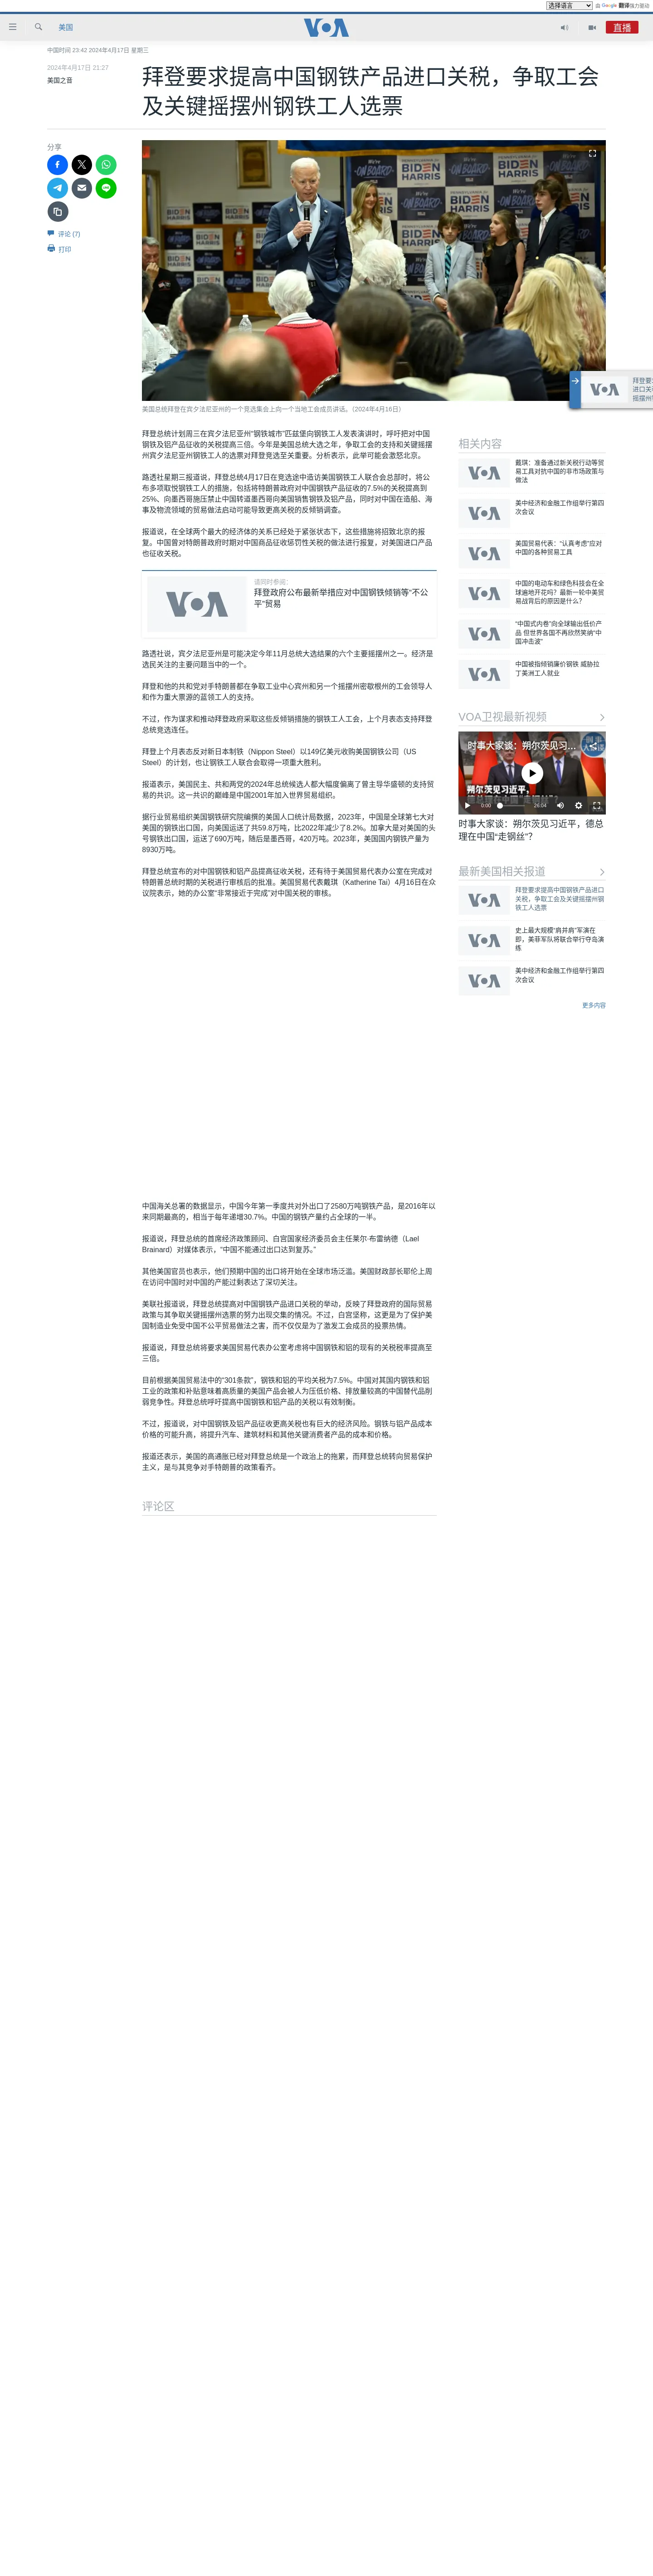 选择语言 由 Google 翻译强力驱动
美国
VOA
直播
中国时间 23:42 2024年4月17日 星期三
2024年4月17日 21:27
美国之音
拜登要求提高中国钢铁产品进口关税，争取工会
及关键摇摆州钢铁工人选票
分享
评论 (7)
打印
ON BOARD!
BIDEN
HARRIS
美国总统拜登在宾夕法尼亚州的一个竞选集会上向一个当地工会成员讲话。（2024年4月16日）
拜登要
进口关
摇摆州
拜登总统计划周三在宾夕法尼亚州“钢铁城市”匹兹堡向钢铁工人发表演讲时，呼吁把对中国
钢铁及铝产品征收的关税提高三倍。今年是美国总统大选之年，争取工会的支持和关键摇摆
州宾夕法尼亚州钢铁工人的选票对拜登竞选至关重要。分析表示，此举可能会激怒北京。
路透社星期三报道说，拜登总统4月17日在竞选途中造访美国钢铁工人联合会总部时，将公
布多项取悦钢铁工人的措施，包括将特朗普政府对中国钢铁产品征收的7.5%的关税提高到
25%、向墨西哥施压禁止中国转道墨西哥向美国销售钢铁及铝产品，同时对中国在造船、海
事及物流领域的贸易做法启动可能导致更高关税的反倾销调查。
报道说，在全球两个最大的经济体的关系已经处于紧张状态下，这些措施将招致北京的报
复。中国曾对特朗普政府时期对中国商品征收惩罚性关税的做法进行报复，对美国进口产品
也征收关税。
请同时参阅：
拜登政府公布最新举措应对中国钢铁倾销等“不公
平”贸易
VOA
路透社说，宾夕法尼亚州是可能决定今年11月总统大选结果的六个主要摇摆州之一。经济是
选民关注的主要问题当中的一个。
拜登和他的共和党对手特朗普都在争取工业中心宾州和另一个摇摆州密歇根州的工会领导人
和作为重大票源的蓝领工人的支持。
不过，作为谋求和推动拜登政府采取这些反倾销措施的钢铁工人工会，上个月表态支持拜登
总统竞选连任。
拜登上个月表态反对新日本制铁（Nippon Steel）以149亿美元收购美国钢铁公司（US
Steel）的计划，也让钢铁工人联合会取得一项重大胜利。
报道表示，美国民主、共和两党的2024年总统候选人都大幅度偏离了曾主导华盛顿的支持贸
易的共识。这一共识的巅峰是中国2001年加入世界贸易组织。
据行业贸易组织美国钢铁研究院编撰的美国人口统计局数据，2023年，中国是全球第七大对
美国的钢铁出口国，向美国运送了共59.8万吨，比2022年减少了8.2%。加拿大是对美国的头
号钢铁出口国，运送了690万吨，随后是墨西哥，420万吨。2023年，美国国内钢铁产量为
8930万吨。
拜登总统宣布的对中国钢铁和铝产品提高征收关税，还有待于美国贸易代表办公室在完成对
特朗普总统时期的关税进行审核后的批准。美国贸易代表戴琪（Katherine Tai）4月16日在众
议院表示，她的办公室“非常接近于完成”对中国关税的审核。
中国海关总署的数据显示，中国今年第一季度共对外出口了2580万吨钢铁产品，是2016年以
来同期最高的，相当于每年递增30.7%。中国的钢铁产量约占全球的一半。
报道说，拜登总统的首席经济政策顾问、白宫国家经济委员会主任莱尔·布雷纳德（Lael
Brainard）对媒体表示，“中国不能通过出口达到复苏。”
其他美国官员也表示，他们预期中国的出口将开始在全球市场泛滥。美国财政部长耶伦上周
在访问中国时对中国的产能过剩表达了深切关注。
美联社报道说，拜登总统提高对中国钢铁产品进口关税的举动，反映了拜登政府的国际贸易
政策与其争取关键摇摆州选票的努力出现交集的情况。不过，白宫坚称，这更是为了保护美
国制造业免受中国不公平贸易做法之害，而不仅仅是为了激发工会成员的投票热情。
报道说，拜登总统将要求美国贸易代表办公室考虑将中国钢铁和铝的现有的关税税率提高至
三倍。
目前根据美国贸易法中的“301条款”，钢铁和铝的平均关税为7.5%。中国对其国内钢铁和铝
工业的政策和补贴意味着高质量的美国产品会被人为压低价格、排放量较高的中国替代品削
弱竞争性。拜登总统呼吁提高中国钢铁和铝产品的关税以有效制衡。
不过，报道说，对中国钢铁及铝产品征收更高关税也有巨大的经济风险。钢铁与铝产品成本
价格的可能升高，将提升汽车、建筑材料和其他关键消费者产品的成本和价格。
报道还表示，美国的高通胀已经对拜登总统是一个政治上的拖累，而拜登总统转向贸易保护
主义，是与其竞争对手特朗普的政策看齐。
评论区
相关内容
戴琪：准备通过新关税行动等贸
易工具对抗中国的非市场政策与
做法
美中经济和金融工作组举行第四
次会议
美国贸易代表：“认真考虑”应对
中国的各种贸易工具
中国的电动车和绿色科技会在全
球遍地开花吗？最新一轮中美贸
易战背后的原因是什么？
“中国式内卷”向全球输出低价产
品 但世界各国不再欣然笑纳“中
国冲击波”
中国被指倾销廉价钢铁 威胁拉
丁美洲工人就业
VOA卫视最新视频
时事大家谈：朔尔茨见习...
朔尔茨见习近平，
0:00
26:04
时事大家谈：朔尔茨见习近平，德总
理在中国“走钢丝”？
最新美国相关报道
拜登要求提高中国钢铁产品进口
关税，争取工会及关键摇摆州钢
铁工人选票
史上最大规模“肩并肩”军演在
即，美菲军队将联合举行夺岛演
练
美中经济和金融工作组举行第四
次会议
更多内容